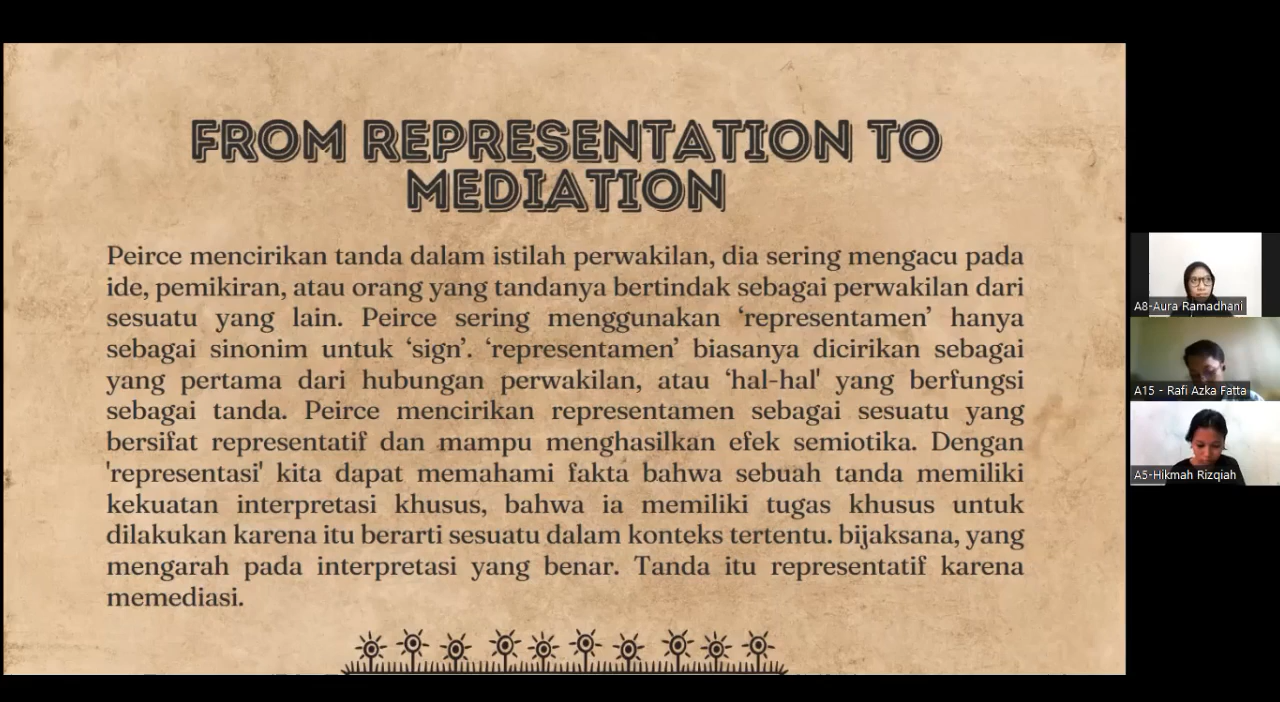 FROM REPRESENTATION TO
MEDIATION
Peirce mencirikan tanda dalam istilah perwakilan, dia sering mengacu pada
ide, pemikiran, atau orang yang tandanya bertindak sebagai perwakilan dari
sesuatu yang lain. Peirce sering menggunakan ‘representamen’ hanya
sebagai sinonim untuk ‘sign’. ‘representamen’ biasanya dicirikan sebagai
yang pertama dari hubungan perwakilan, atau ‘hal-hal' yang berfungsi
sebagai tanda. Peirce mencirikan representamen sebagai sesuatu yang
bersifat representatif dan mampu menghasilkan efek semiotika. Dengan
'representasi' kita dapat memahami fakta bahwa sebuah tanda memiliki
kekuatan interpretasi khusus, bahwa ia memiliki tugas khusus untuk
dilakukan karena itu berarti sesuatu dalam konteks tertentu. bijaksana, yang
mengarah pada interpretasi yang benar. Tanda itu representatif karena
memediasi.
A8-Aura Ramadhani
A15 - Rafi Azka Fatta
A5-Hikmah Rizqiah